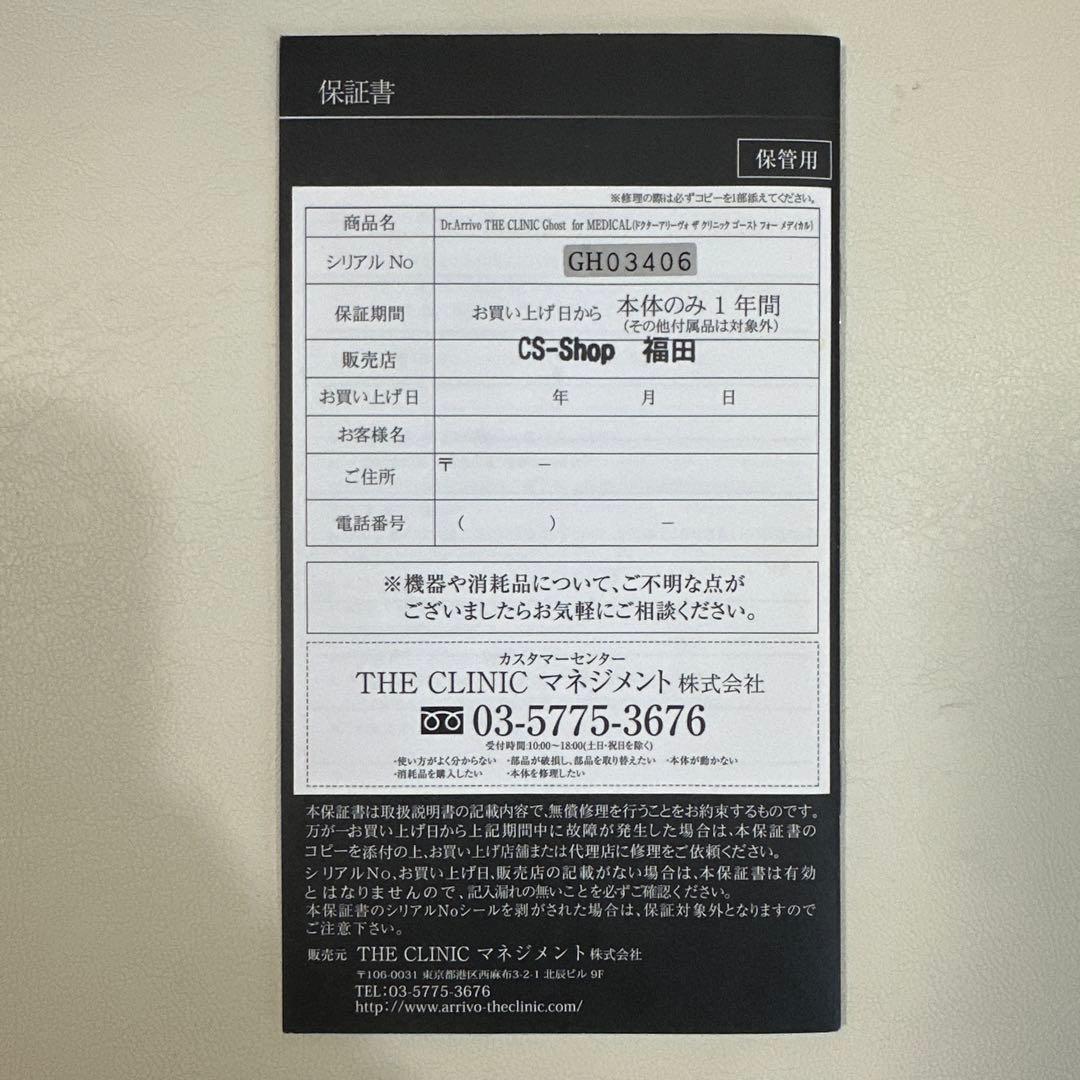 保証書
保管用
※修理の際は必ずコピーを1部添えてください。
商品名 Dr.Arrivo THE CLINIC Ghost for MEDICAL(ドクターアリーヴォ ザ クリニック ゴースト フォー メディカル)
シリアルNo GH03406
保証期間 お買い上げ日から 本体のみ1年間
(その他付属品は対象外)
販売店 CS-Shop 福田
お買い上げ日 年 月 日
お客様名
ご住所 〒 －
電話番号 ( ) －
※機器や消耗品について、ご不明な点が
ございましたらお気軽にご相談ください。
カスタマーセンター
THE CLINIC マネジメント 株式会社
03-5775-3676
受付時間:10:00～18:00(土日・祝日を除く)
・使い方がよく分からない ・部品が破損し、部品を取り替えたい ・本体が動かない
・消耗品を購入したい ・本体を修理したい
本保証書は取扱説明書の記載内容で、無償修理を行うことをお約束するものです。
万が一お買い上げ日から上記期間中に故障が発生した場合は、本保証書の
コピーを添付の上、お買い上げ店舗または代理店に修理をご依頼ください。
シリアルNo、お買い上げ日、販売店の記載がない場合は、本保証書は有効
とはなりませんので、記入漏れの無いことを必ずご確認ください。
本保証書のシリアルNoシールを剥がされた場合は、保証対象外となりますので
ご注意下さい。
販売元 THE CLINIC マネジメント 株式会社
〒106-0031 東京都港区西麻布3-2-1 北辰ビル 9F
TEL:03-5775-3676
http://www.arrivo-theclinic.com/